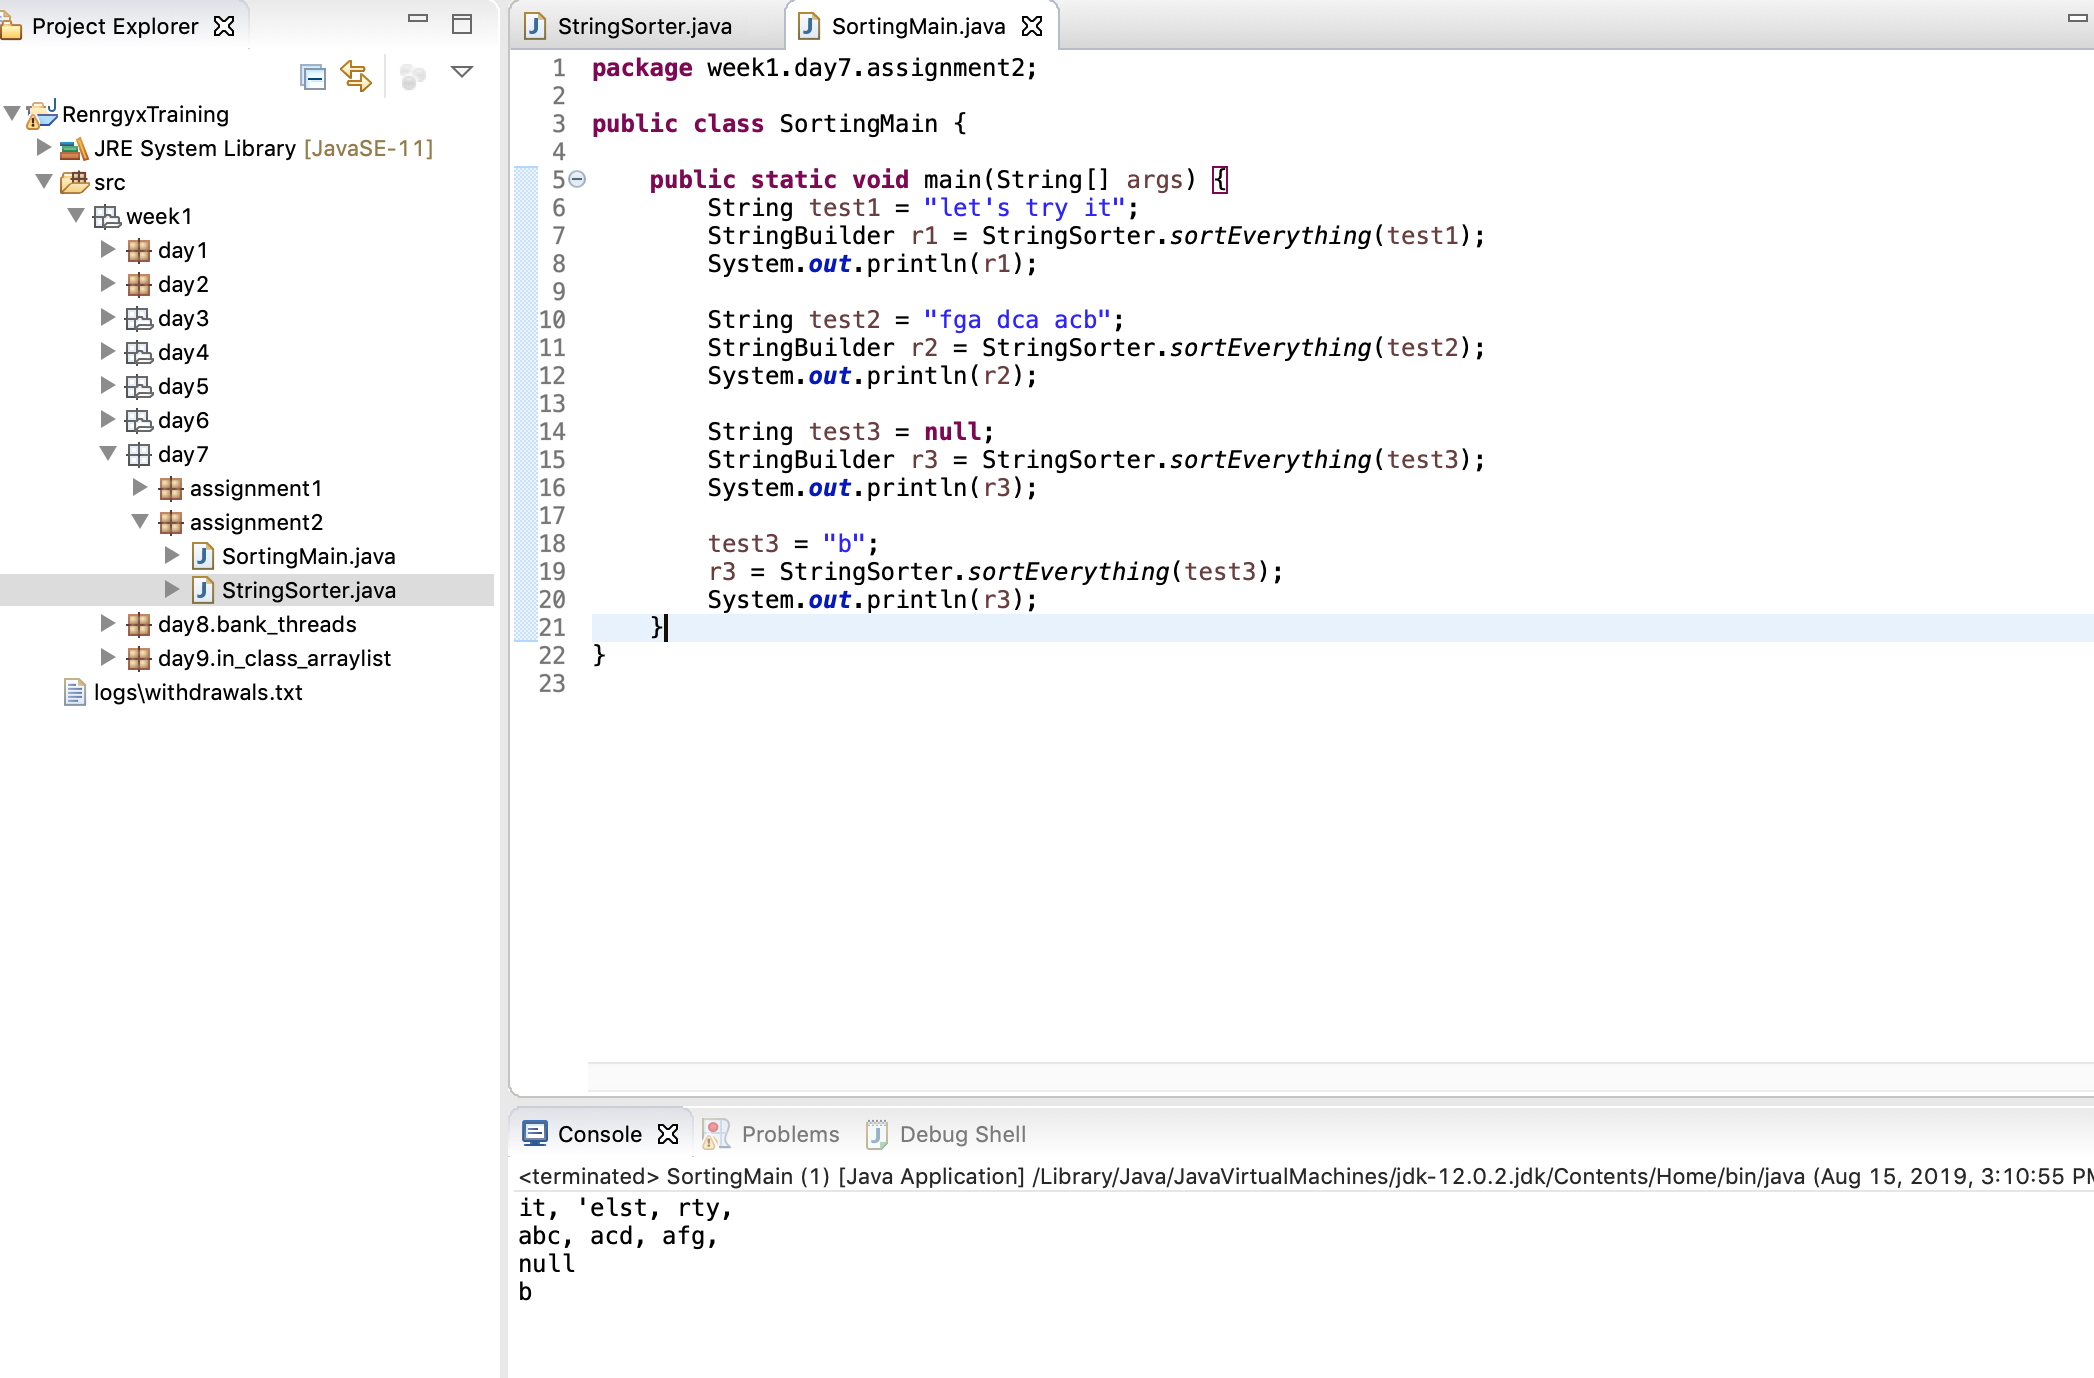 Project Explorer
RenrgyxTraining
JRE System Library [JavaSE-11]
src
week1
day1
day2
day3
day4
day5
day6
day7
assignment1
assignment2
SortingMain.java
StringSorter.java
day8.bank_threads
day9.in_class_arraylist
logs\withdrawals.txt
StringSorter.java SortingMain.java
1 package week1.day7.assignment2;
2
3 public class SortingMain {
4
5 public static void main(String[] args) {
6 String test1 = "let's try it";
7 StringBuilder r1 = StringSorter.sortEverything(test1);
8 System.out.println(r1);
9
10 String test2 = "fga dca acb";
11 StringBuilder r2 = StringSorter.sortEverything(test2);
12 System.out.println(r2);
13
14 String test3 = null;
15 StringBuilder r3 = StringSorter.sortEverything(test3);
16 System.out.println(r3);
17
18 test3 = "b";
19 r3 = StringSorter.sortEverything(test3);
20 System.out.println(r3);
21 }
22 }
23
Console Problems Debug Shell
<terminated> SortingMain (1) [Java Application] /Library/Java/JavaVirtualMachines/jdk-12.0.2.jdk/Contents/Home/bin/java (Aug 15, 2019, 3:10:55 PM
it, 'elst, rty,
abc, acd, afg,
null
b